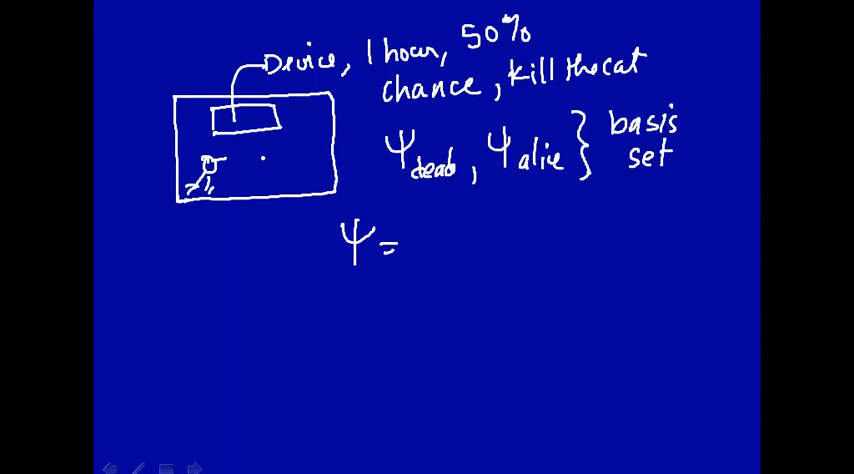 Device, 1 hour, 50%
chance, kill the cat
Ψdead, Ψalive } basis set
Ψ =